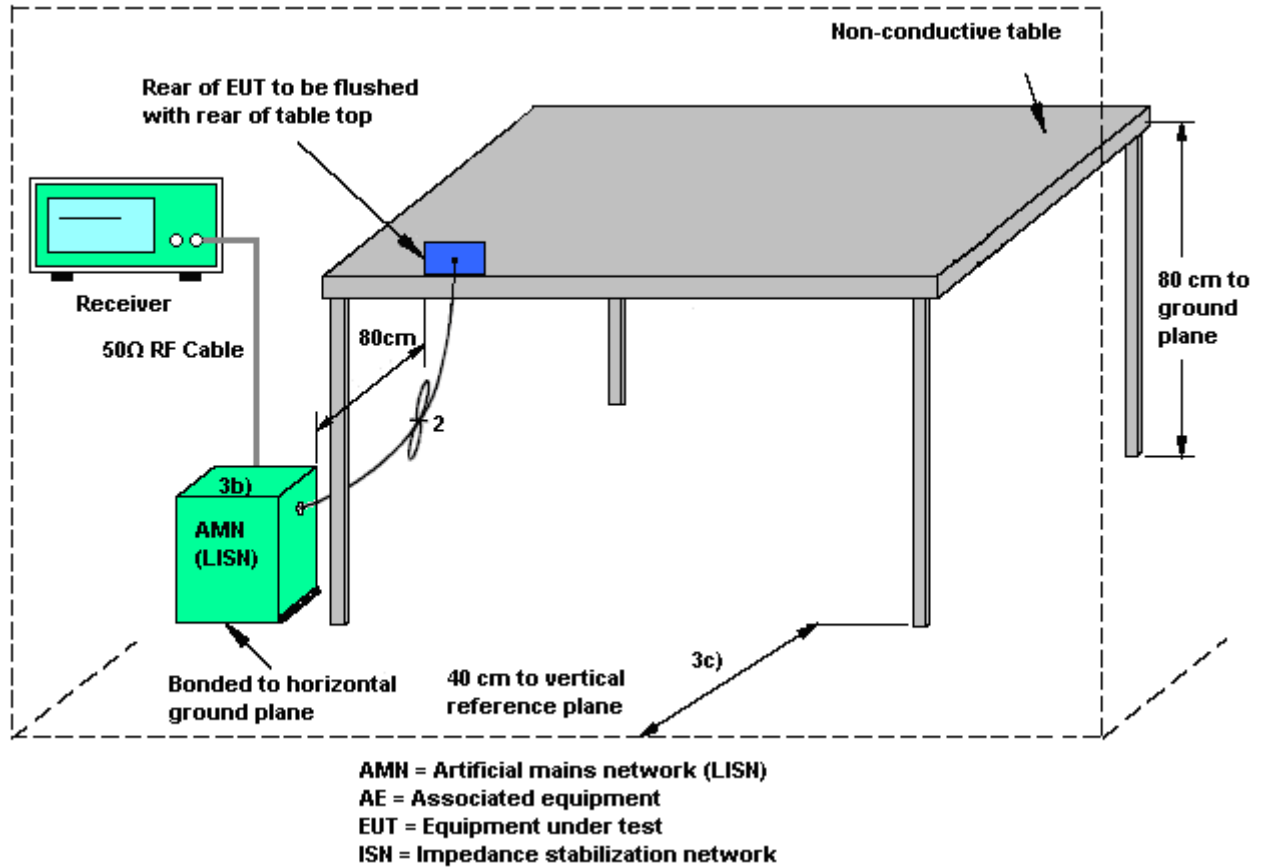 Non-conductive table
Rear of EUT to be flushed
with rear of table top
Receiver
80cm
80 cm to
ground
plane
50Ω RF Cable
2
3b)
AMN
(LISN)
3c)
Bonded to horizontal
ground plane
40 cm to vertical
reference plane
AMN = Artificial mains network (LISN)
AE = Associated equipment
EUT = Equipment under test
ISN = Impedance stabilization network